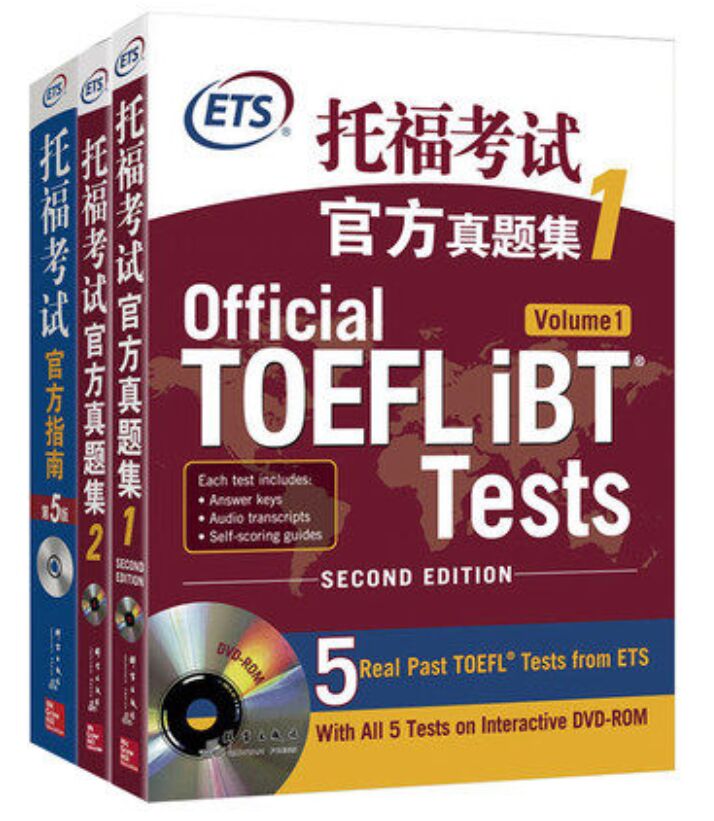 ETS
托福考试
官方指南
第5版
ETS
托福考试
官方真题集
2
ETS
托福考试
官方真题集
1
SECOND
EDITION
ETS®
托福考试
官方真题集1
Official
Volume 1
TOEFL iBT®
Tests
Each test includes:
• Answer keys
• Audio transcripts
• Self-scoring guides
SECOND EDITION
DVD-ROM
5 Real Past TOEFL® Tests from ETS
With All 5 Tests on Interactive DVD-ROM